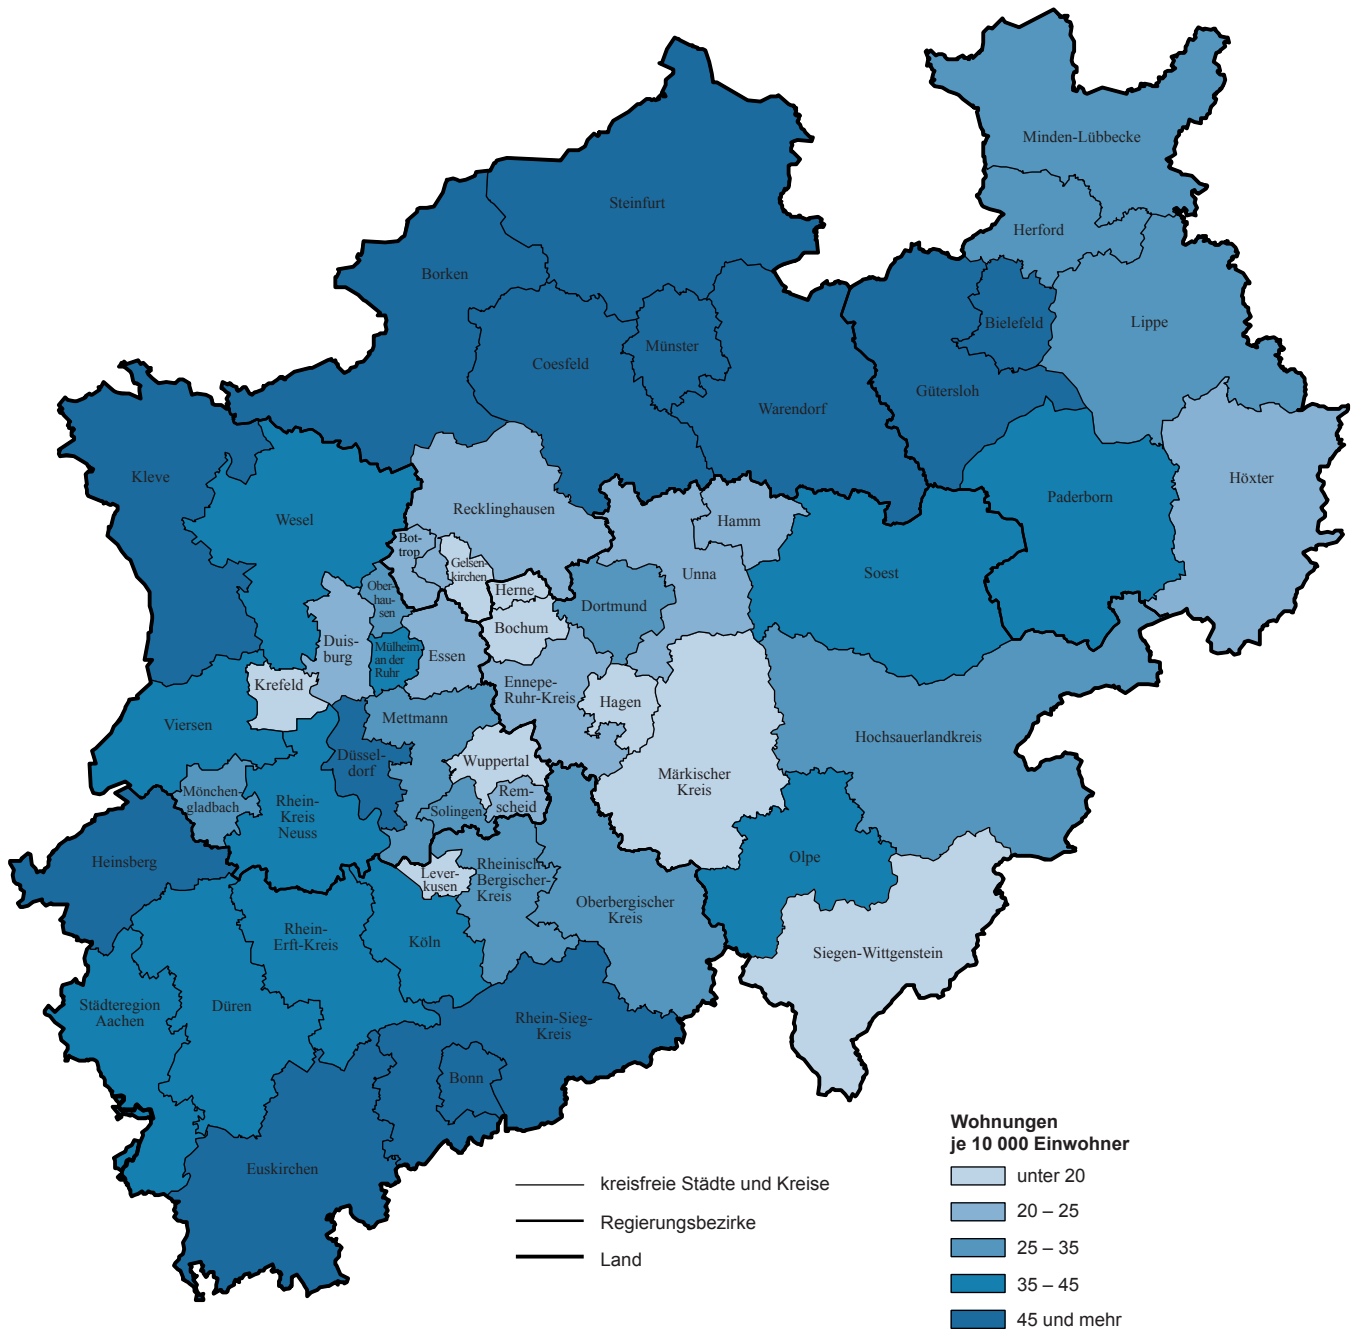 Minden-Lübbecke
Steinfurt
Herford
Borken
Bielefeld
Lippe
Münster
Coesfeld
Gütersloh
Warendorf
Kleve
Höxter
Paderborn
Recklinghausen
Wesel
Hamm
Bot-
trop
Gelsen-
kirchen
Unna
Soest
Ober-
hau-
sen
Herne
Dortmund
Bochum
Duis-
burg
Mülheim
an der
Ruhr
Essen
Krefeld
Ennepe-
Ruhr-Kreis
Hagen
Viersen
Mettmann
Hochsauerlandkreis
Düssel-
dorf
Wuppertal
Märkischer
Kreis
Mönchen-
gladbach
Rhein-
Kreis
Neuss
Rem-
scheid
Solingen
Heinsberg
Lever-
kusen
Rheinisch-
Bergischer-
Kreis
Olpe
Oberbergischer
Kreis
Rhein-
Erft-Kreis
Köln
Siegen-Wittgenstein
Städteregion
Aachen
Düren
Rhein-Sieg-
Kreis
Bonn
Euskirchen
kreisfreie Städte und Kreise
Regierungsbezirke
Land
Wohnungen
je 10 000 Einwohner
unter 20
20 – 25
25 – 35
35 – 45
45 und mehr